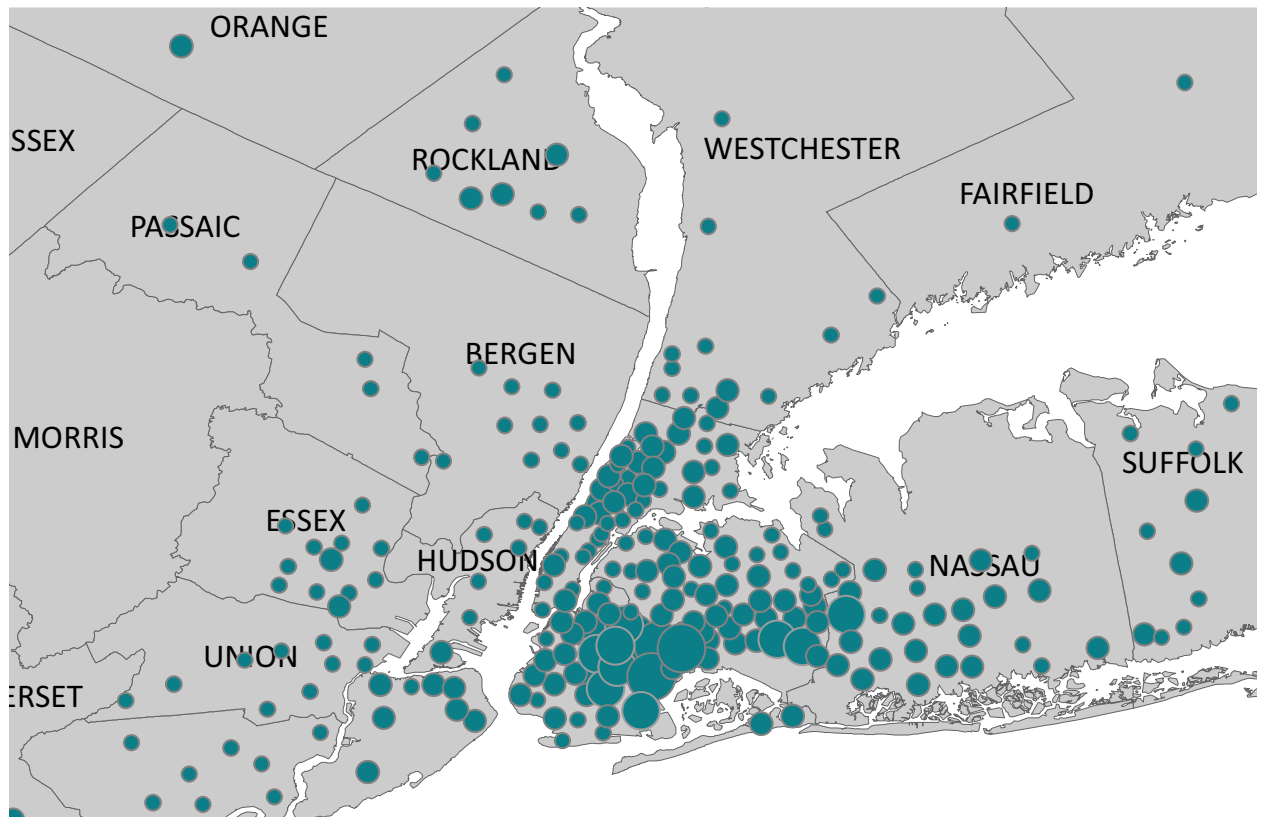 ORANGE
SSEX
ROCKLAND
WESTCHESTER
FAIRFIELD
PASSAIC
BERGEN
MORRIS
SUFFOLK
ESSEX
HUDSON
NASSAU
UNION
ERSET